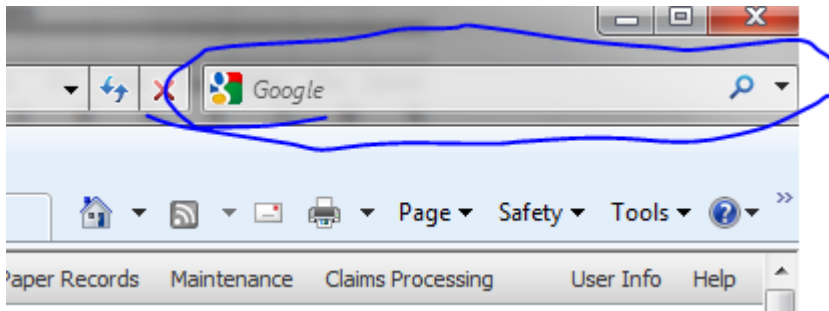 Google
Page Safety Tools
Paper Records Maintenance Claims Processing User Info Help